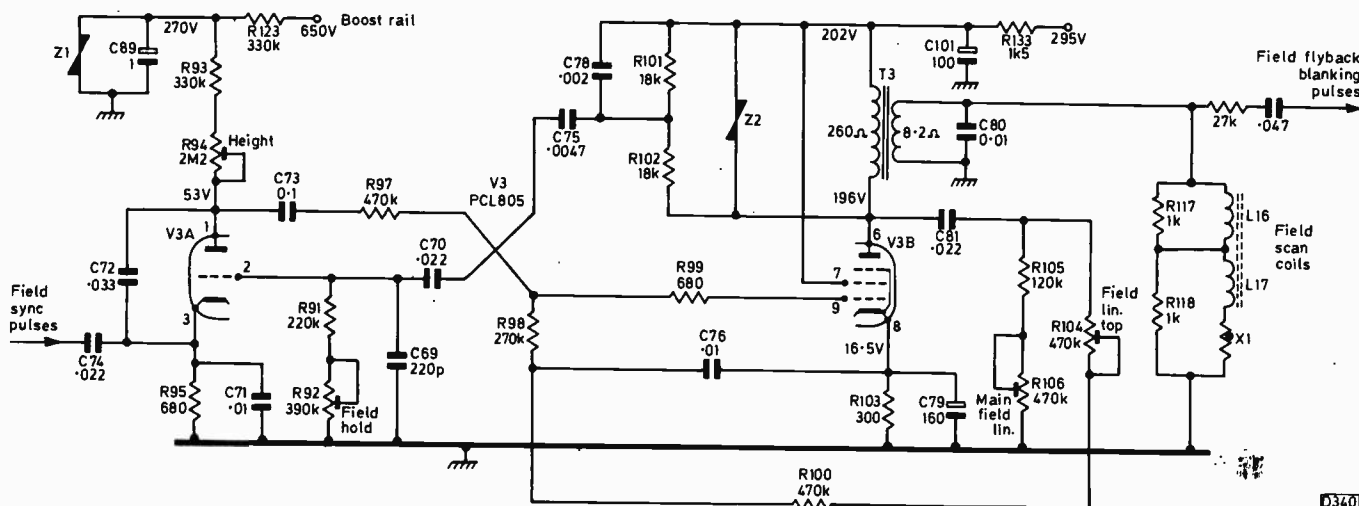 Boost rail
650V
R123
330k
270V
Z1
C89
1
R93
330k
R94
2M2
Height
53V
1
V3A
2
3
C72
.033
Field
sync
pulses
C74
.022
R95
680
C71
.01
C73
0.1
R97
470k
V3
PCL805
C70
.022
R91
220k
R92
390k
Field
hold
C69
220p
C78
.002
C75
.0047
R101
18k
R102
18k
Z2
202V
T3
260Ω
8.2Ω
196V
C101
100
R133
1k5
295V
C80
0.01
Field flyback
blanking
pulses
27k
.047
R99
680
R98
270k
C76
.01
6
V3B
7
9
8
16.5V
R103
300
C79
160
C81
.022
R105
120k
R106
470k
Main
field
lin.
Field
lin. top
R104
470k
R117
1k
R118
1k
L16
L17
Field
scan
coils
X1
R100
470k
D340